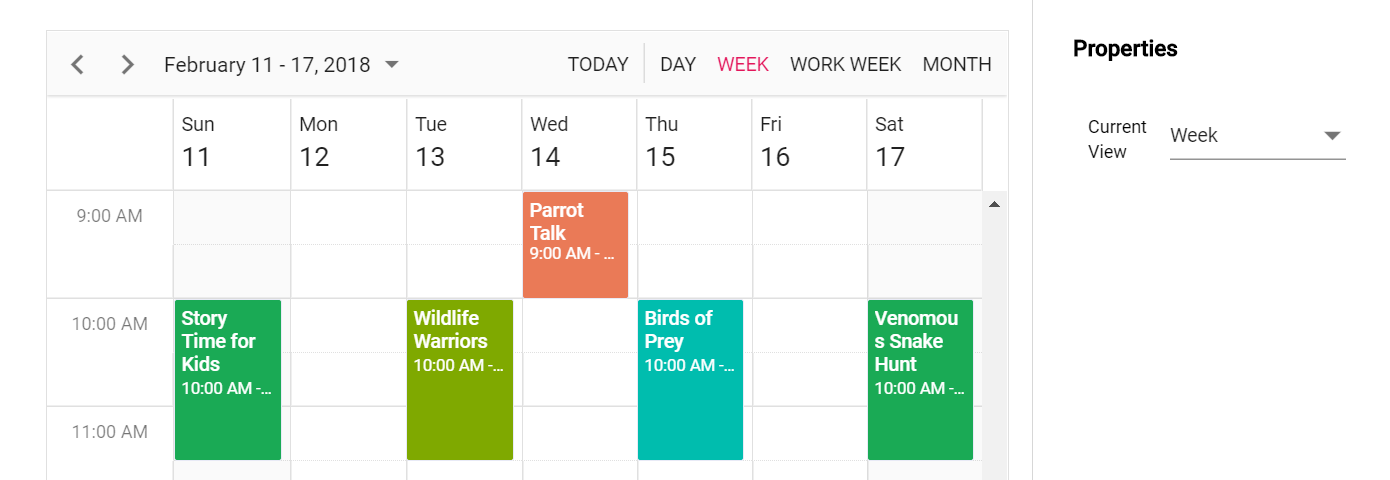 February 11 - 17, 2018
TODAY
DAY
WEEK
WORK WEEK
MONTH
Properties
Current
View
Week
Sun
11
Mon
12
Tue
13
Wed
14
Thu
15
Fri
16
Sat
17
9:00 AM
Parrot
Talk
9:00 AM - ...
10:00 AM
Story
Time for
Kids
10:00 AM -...
Wildlife
Warriors
10:00 AM -...
Birds of
Prey
10:00 AM -...
Venomou
s Snake
Hunt
10:00 AM -...
11:00 AM